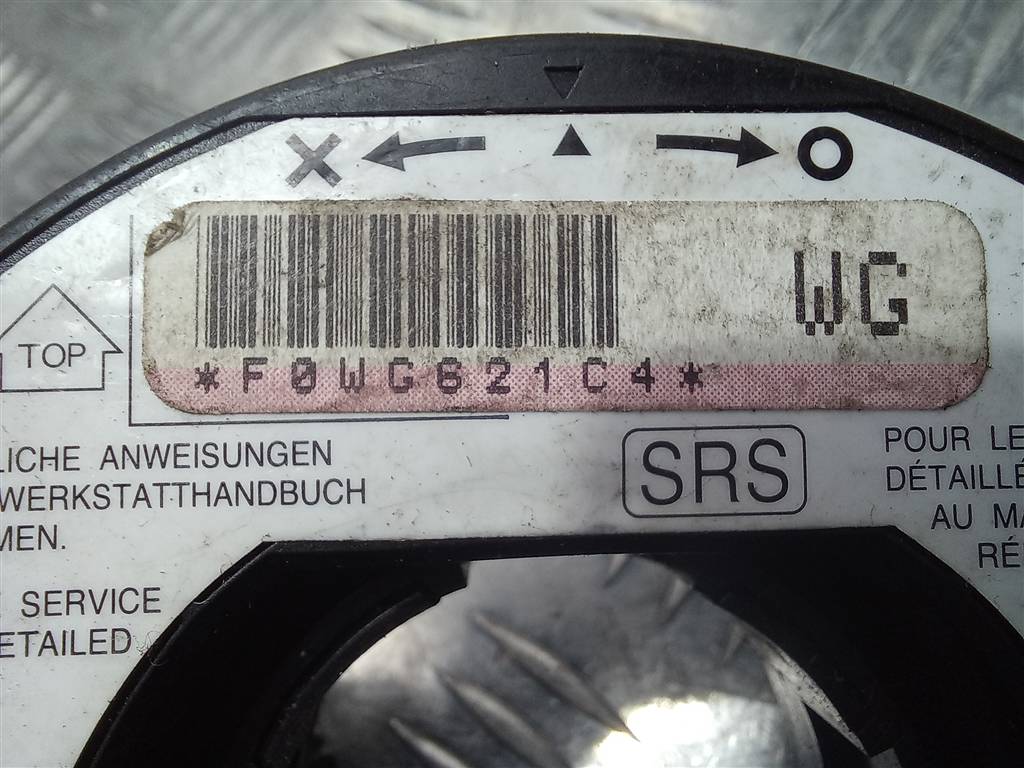 WG
*F0WG621C4*
TOP
LICHE ANWEISUNGEN
WERKSTATTHANDBUCH
MEN.
SERVICE
ETAILED
SRS
POUR LE
DÉTAILLÉ
AU MA
RÉ